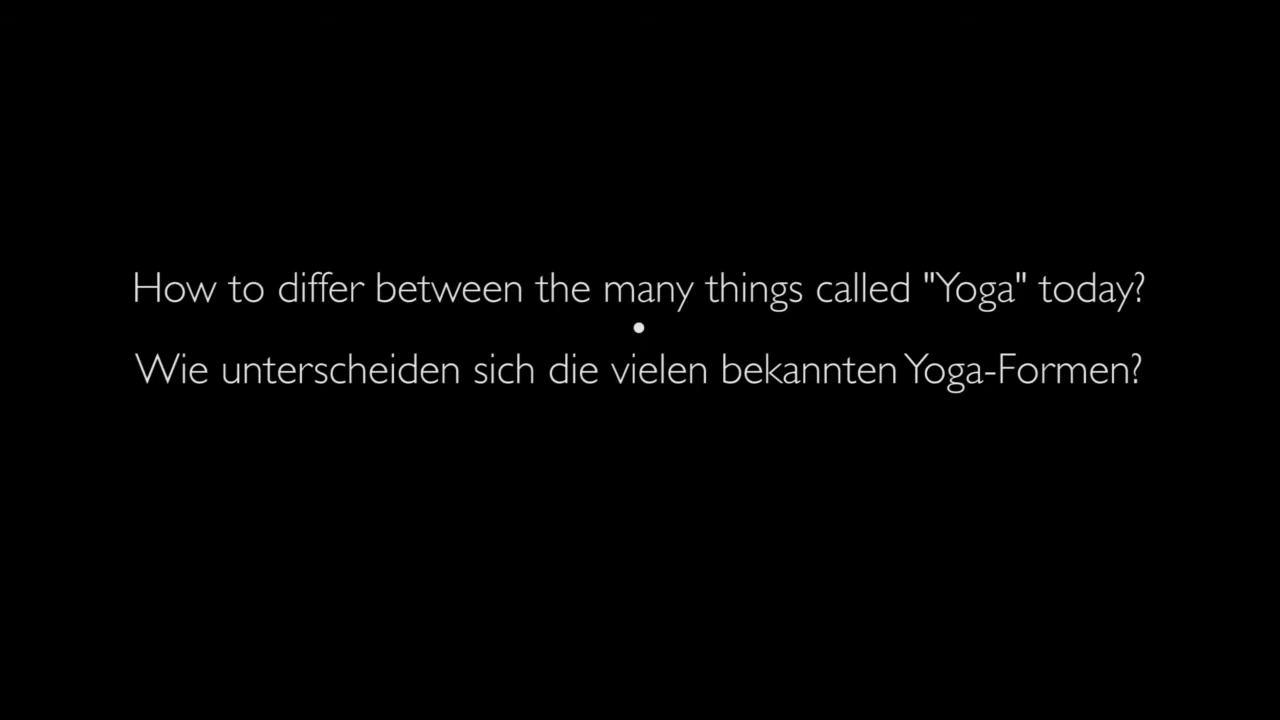 How to differ between the many things called "Yoga" today?
•
Wie unterscheiden sich die vielen bekannten Yoga-Formen?